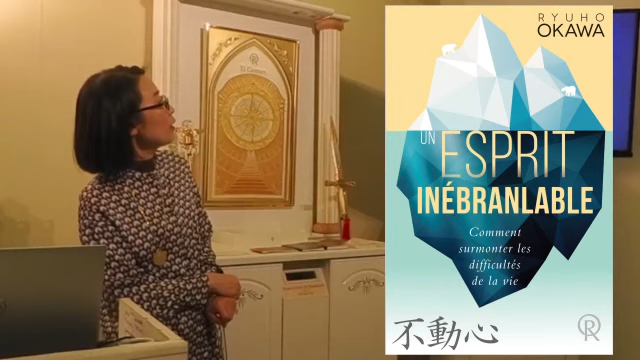 El Cantare
RYUHO
OKAWA
UN
ESPRIT
INÉBRANLABLE
Comment
surmonter les
difficultés
de la vie
不動心
R